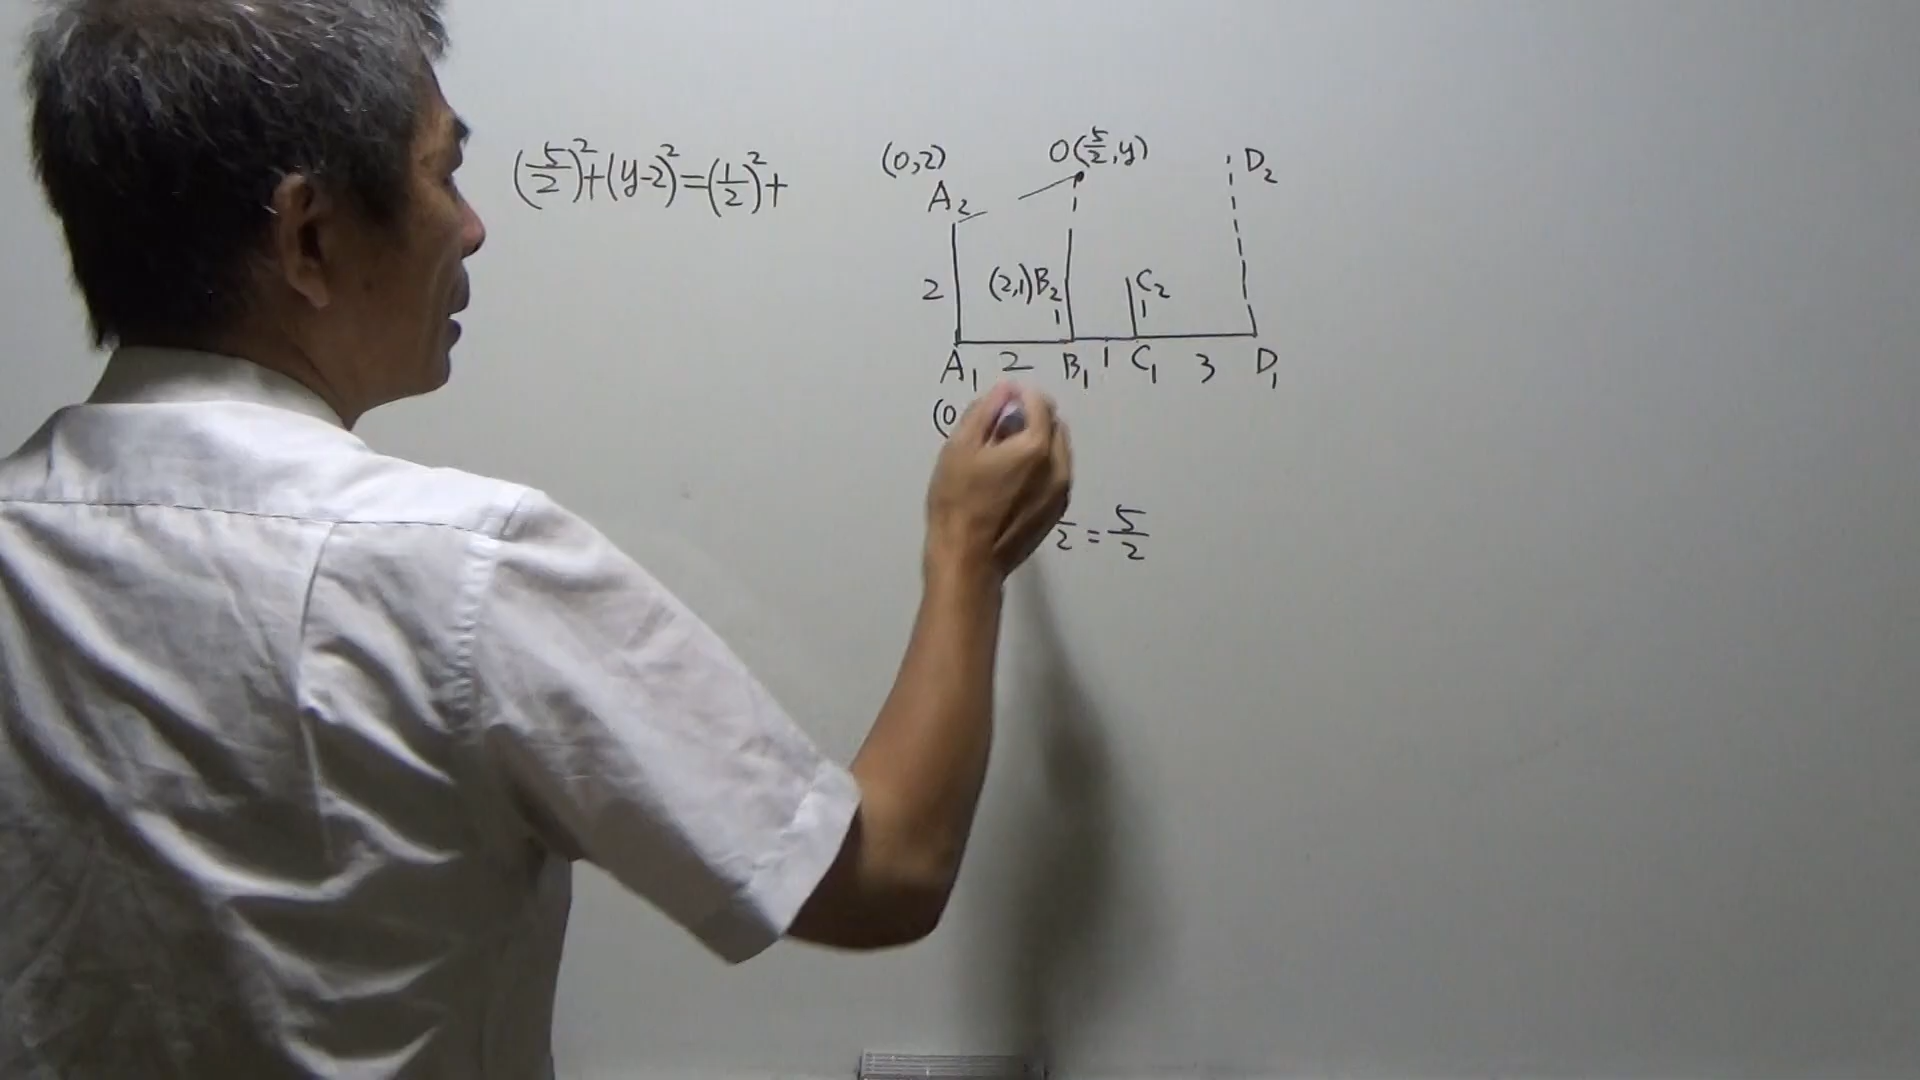 (5/2)²+(y-2)²=(1/2)²+
(0,2)
O(5/2,y)
D₂
A₂
2
(2,1)B₂
1
C₂
1
A₁ 2 B₁ 1 C₁ 3 D₁
(0
2 = 5/2